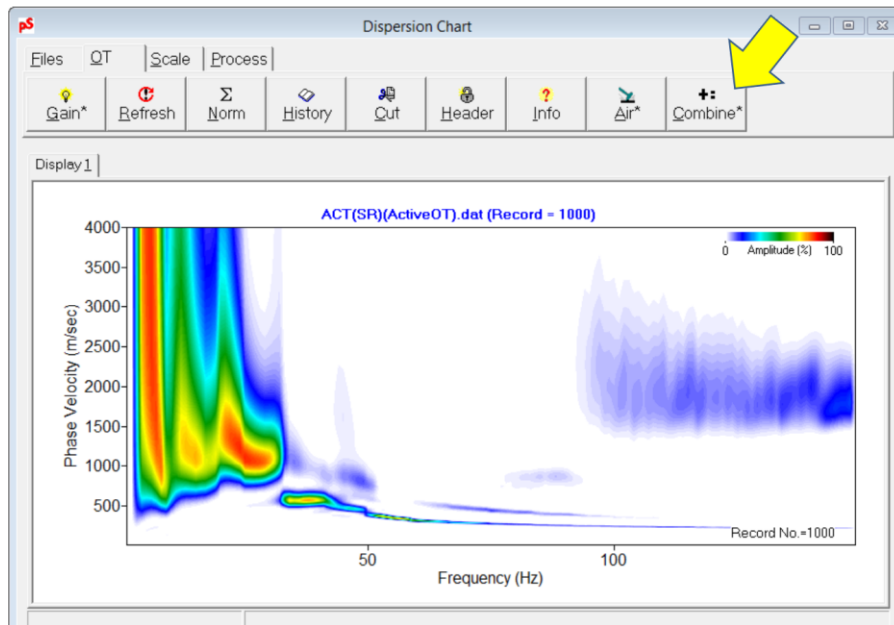 pS Dispersion Chart
Files OT Scale Process
Gain* Refresh Norm History Cut Header Info Air* Combine*
Display 1
ACT(SR)(ActiveOT).dat (Record = 1000)
0 Amplitude (%) 100
4000
3500
3000
2500
2000
1500
1000
500
Phase Velocity (m/sec)
Record No.=1000
50 100
Frequency (Hz)